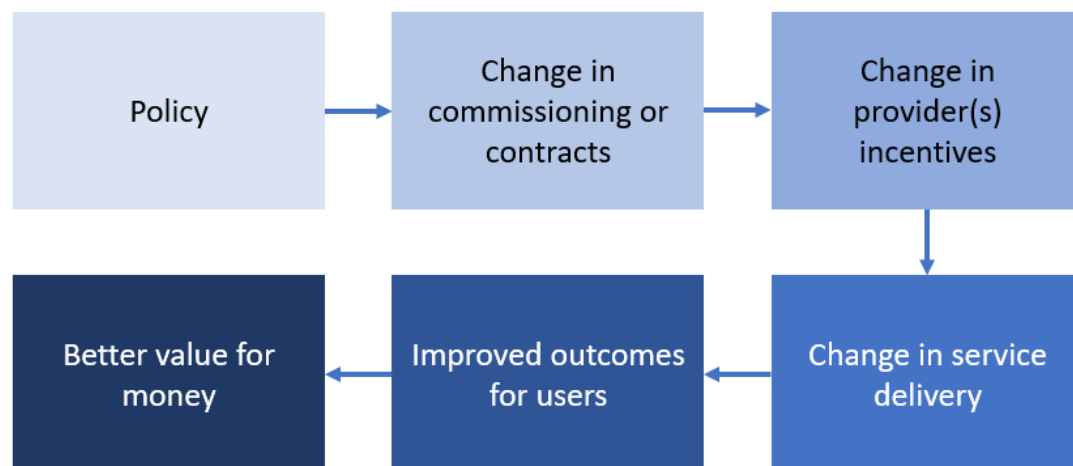 Policy
Change in
commissioning or
contracts
Change in
provider(s)
incentives
Change in service
delivery
Improved outcomes
for users
Better value for
money